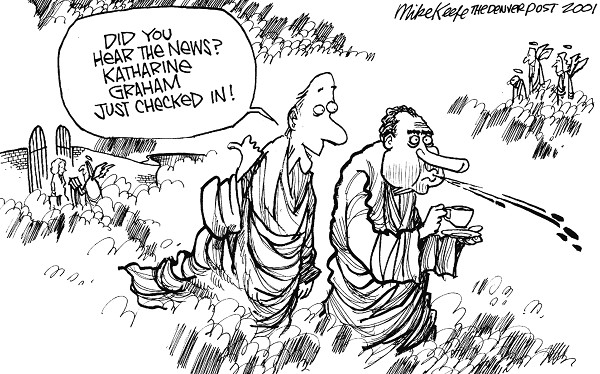 MIKE KEEFE THE DENVER POST 2001
DID YOU
HEAR THE NEWS?
KATHARINE
GRAHAM
JUST CHECKED IN!